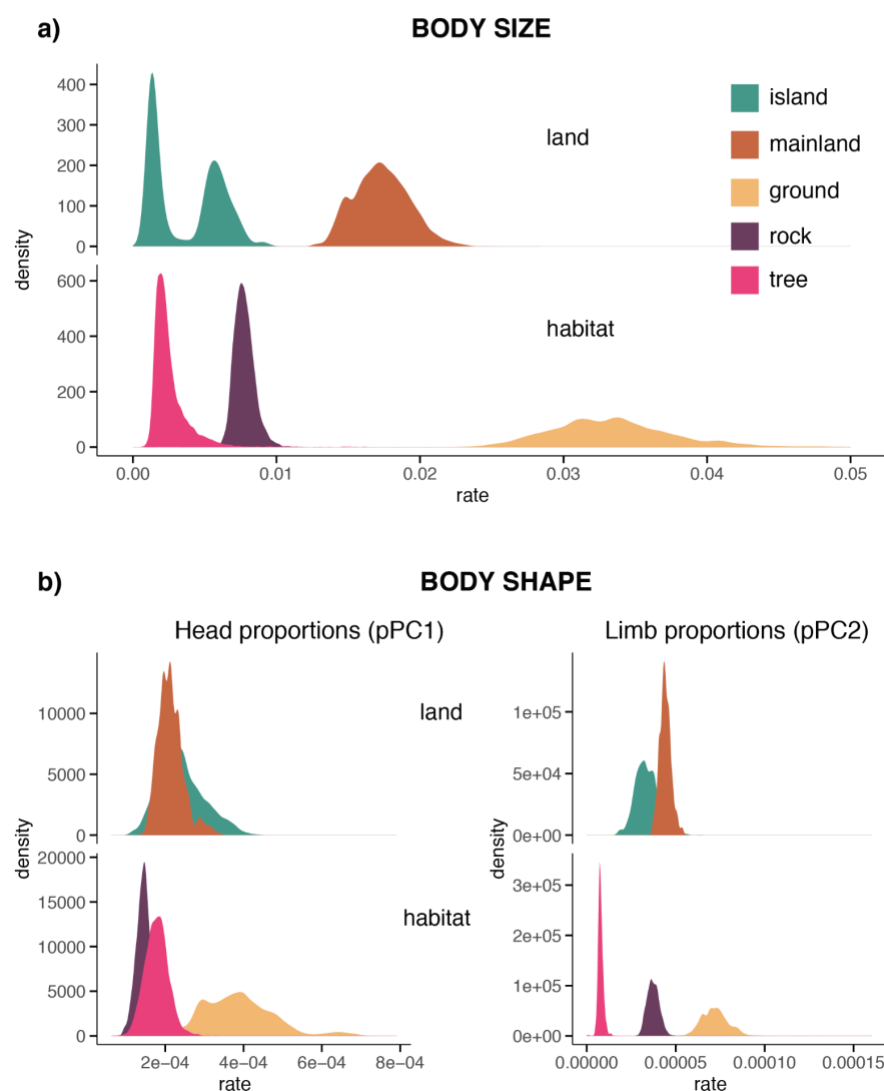 a) BODY SIZE
400
300
200
100
0
land
island
mainland
ground
rock
tree
density
600
400
200
0
habitat
0.00 0.01 0.02 0.03 0.04 0.05
rate
b) BODY SHAPE
Head proportions (pPC1) Limb proportions (pPC2)
10000
5000
0
land
1e+05
5e+04
0e+00
density density
20000
15000
10000
5000
0
habitat
3e+05
2e+05
1e+05
0e+00
2e−04 4e−04 6e−04 8e−04
0.00000 0.00005 0.00010 0.00015
rate rate